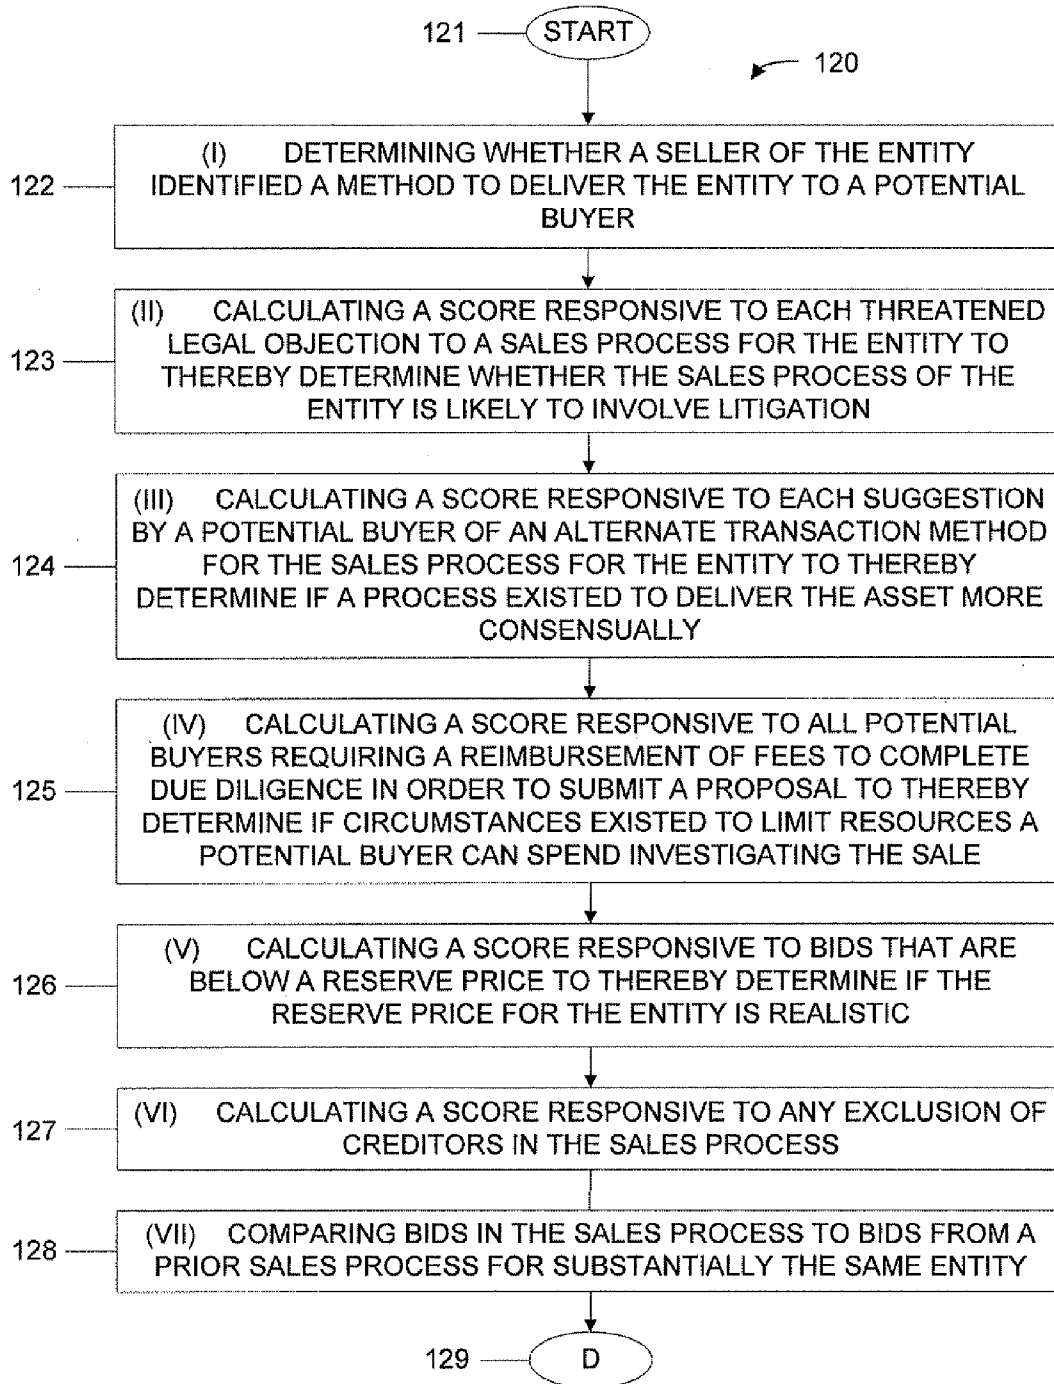 121 START
120
(I) DETERMINING WHETHER A SELLER OF THE ENTITY
122 IDENTIFIED A METHOD TO DELIVER THE ENTITY TO A POTENTIAL
BUYER
(II) CALCULATING A SCORE RESPONSIVE TO EACH THREATENED
LEGAL OBJECTION TO A SALES PROCESS FOR THE ENTITY TO
123 THEREBY DETERMINE WHETHER THE SALES PROCESS OF THE
ENTITY IS LIKELY TO INVOLVE LITIGATION
(III) CALCULATING A SCORE RESPONSIVE TO EACH SUGGESTION
BY A POTENTIAL BUYER OF AN ALTERNATE TRANSACTION METHOD
124 FOR THE SALES PROCESS FOR THE ENTITY TO THEREBY
DETERMINE IF A PROCESS EXISTED TO DELIVER THE ASSET MORE
CONSENSUALLY
(IV) CALCULATING A SCORE RESPONSIVE TO ALL POTENTIAL
BUYERS REQUIRING A REIMBURSEMENT OF FEES TO COMPLETE
125 DUE DILIGENCE IN ORDER TO SUBMIT A PROPOSAL TO THEREBY
DETERMINE IF CIRCUMSTANCES EXISTED TO LIMIT RESOURCES A
POTENTIAL BUYER CAN SPEND INVESTIGATING THE SALE
(V) CALCULATING A SCORE RESPONSIVE TO BIDS THAT ARE
126 BELOW A RESERVE PRICE TO THEREBY DETERMINE IF THE
RESERVE PRICE FOR THE ENTITY IS REALISTIC
(VI) CALCULATING A SCORE RESPONSIVE TO ANY EXCLUSION OF
127 CREDITORS IN THE SALES PROCESS
(VII) COMPARING BIDS IN THE SALES PROCESS TO BIDS FROM A
128 PRIOR SALES PROCESS FOR SUBSTANTIALLY THE SAME ENTITY
129 D